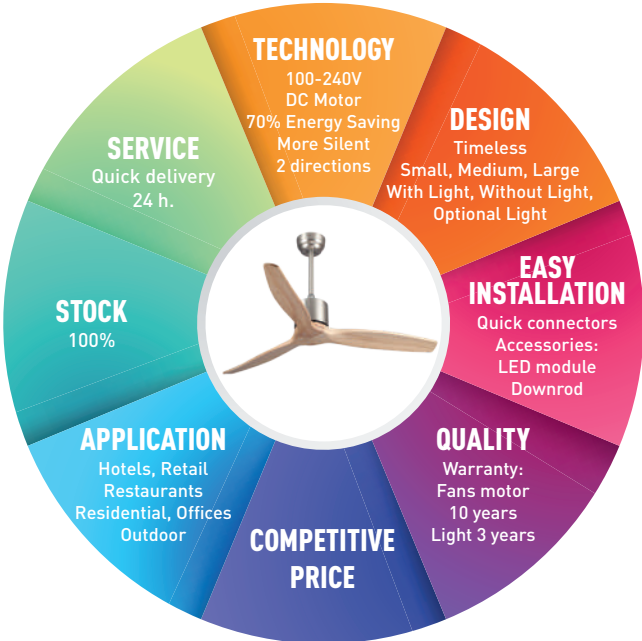 TECHNOLOGY
100-240V
DC Motor
70% Energy Saving
More Silent
2 directions
DESIGN
Timeless
Small, Medium, Large
With Light, Without Light,
Optional Light
EASY
INSTALLATION
Quick connectors
Accessories:
LED module
Downrod
QUALITY
Warranty:
Fans motor
10 years
Light 3 years
COMPETITIVE
PRICE
APPLICATION
Hotels, Retail
Restaurants
Residential, Offices
Outdoor
STOCK
100%
SERVICE
Quick delivery
24 h.